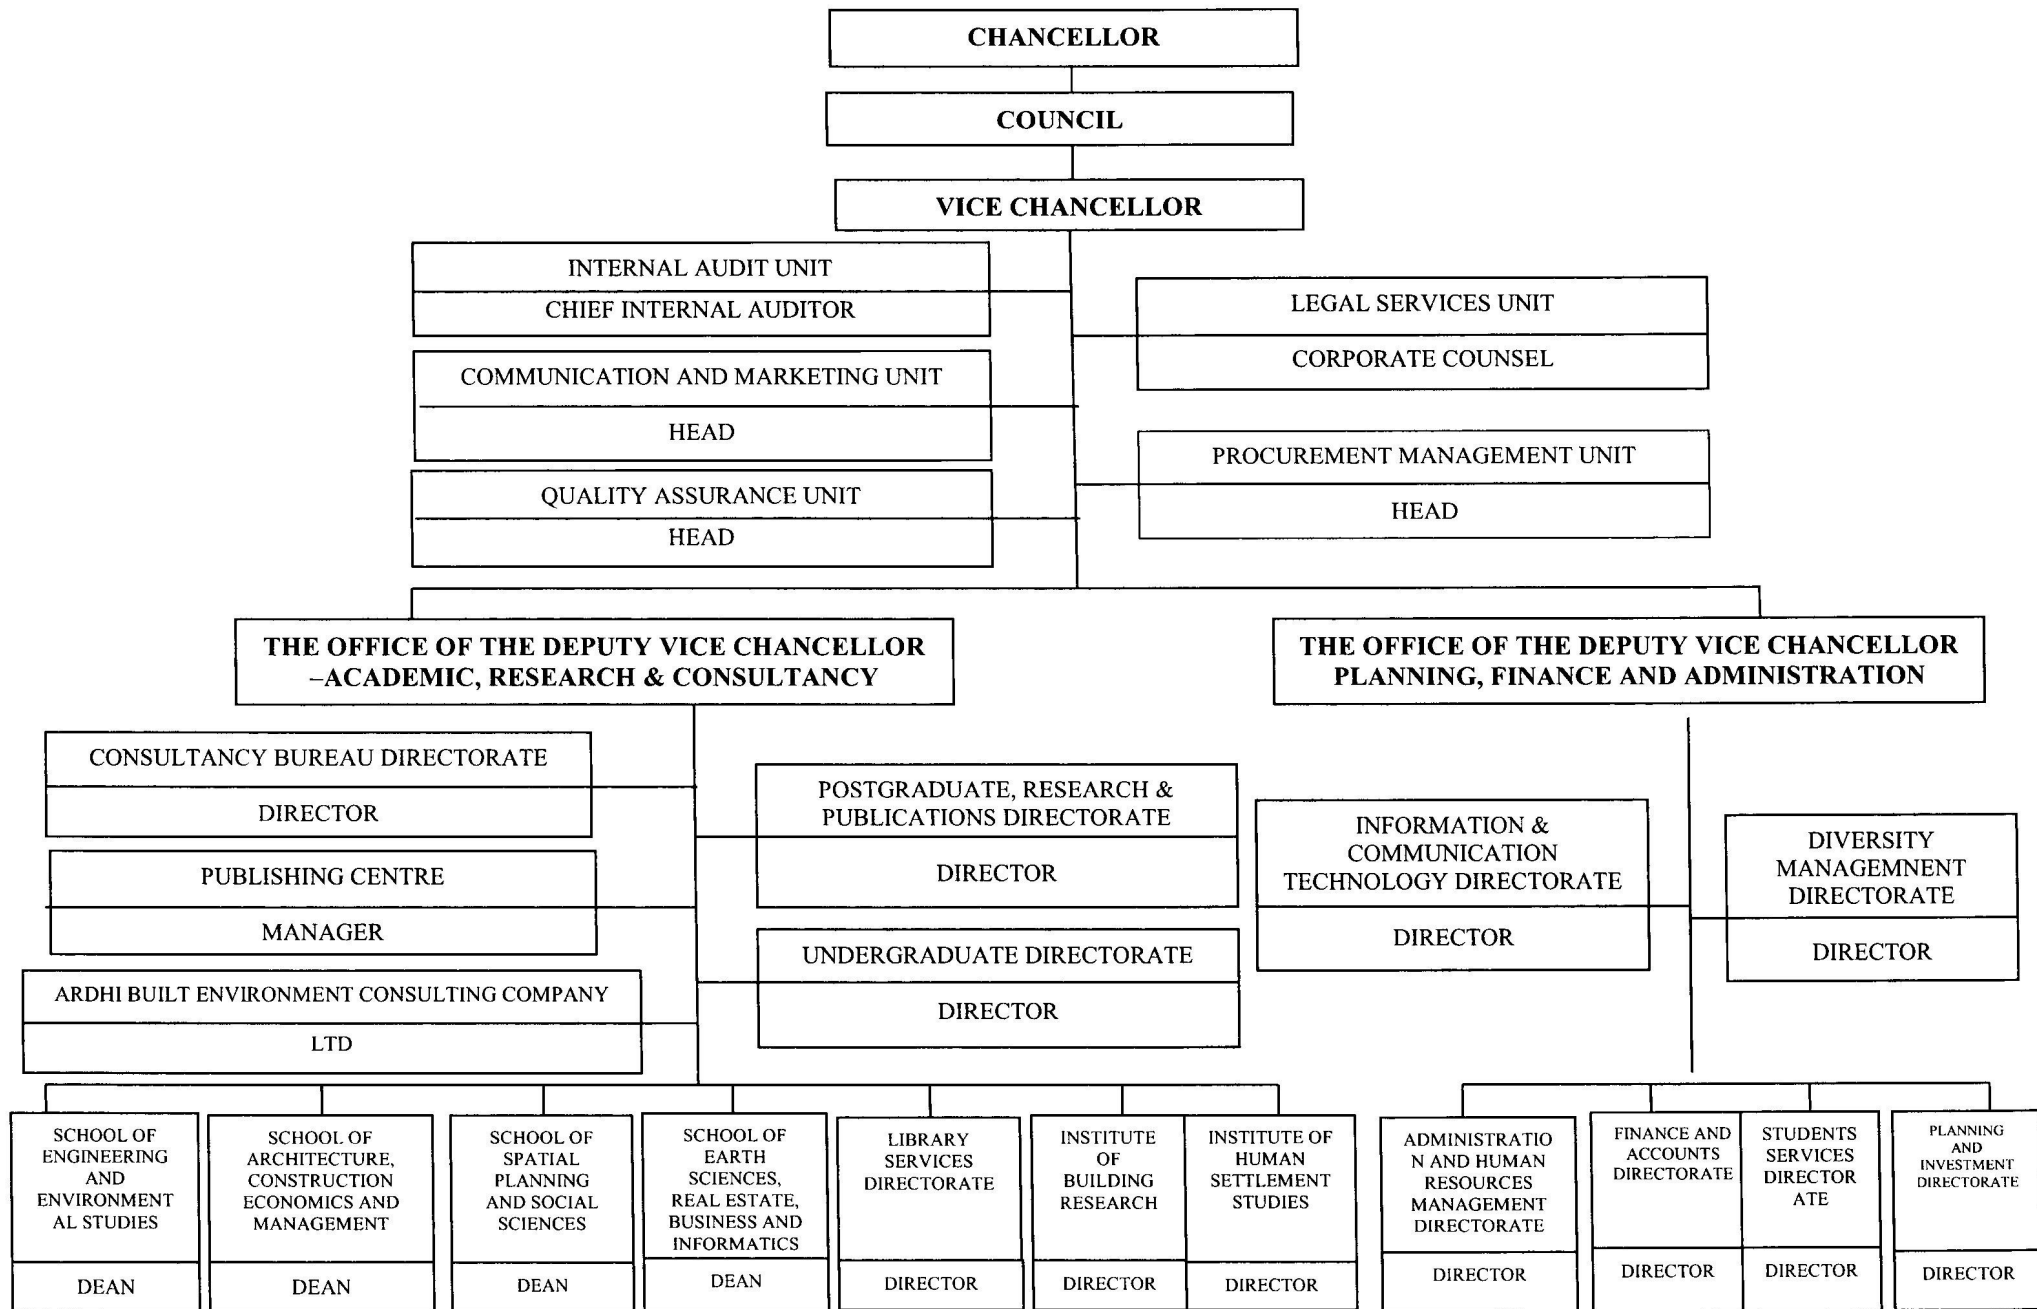 CHANCELLOR
COUNCIL
VICE CHANCELLOR
INTERNAL AUDIT UNIT
CHIEF INTERNAL AUDITOR
LEGAL SERVICES UNIT
CORPORATE COUNSEL
COMMUNICATION AND MARKETING UNIT
HEAD
PROCUREMENT MANAGEMENT UNIT
HEAD
QUALITY ASSURANCE UNIT
HEAD
THE OFFICE OF THE DEPUTY VICE CHANCELLOR
–ACADEMIC, RESEARCH & CONSULTANCY
THE OFFICE OF THE DEPUTY VICE CHANCELLOR
PLANNING, FINANCE AND ADMINISTRATION
CONSULTANCY BUREAU DIRECTORATE
DIRECTOR
POSTGRADUATE, RESEARCH &
PUBLICATIONS DIRECTORATE
DIRECTOR
PUBLISHING CENTRE
MANAGER
UNDERGRADUATE DIRECTORATE
DIRECTOR
ARDHI BUILT ENVIRONMENT CONSULTING COMPANY
LTD
INFORMATION &
COMMUNICATION
TECHNOLOGY DIRECTORATE
DIRECTOR
DIVERSITY
MANAGEMNENT
DIRECTORATE
DIRECTOR
SCHOOL OF
ENGINEERING
AND
ENVIRONMENT
AL STUDIES
DEAN
SCHOOL OF
ARCHITECTURE,
CONSTRUCTION
ECONOMICS AND
MANAGEMENT
DEAN
SCHOOL OF
SPATIAL
PLANNING
AND SOCIAL
SCIENCES
DEAN
SCHOOL OF
EARTH
SCIENCES,
REAL ESTATE,
BUSINESS AND
INFORMATICS
DEAN
LIBRARY
SERVICES
DIRECTORATE
DIRECTOR
INSTITUTE
OF
BUILDING
RESEARCH
DIRECTOR
INSTITUTE OF
HUMAN
SETTLEMENT
STUDIES
DIRECTOR
ADMINISTRATIO
N AND HUMAN
RESOURCES
MANAGEMENT
DIRECTORATE
DIRECTOR
FINANCE AND
ACCOUNTS
DIRECTORATE
DIRECTOR
STUDENTS
SERVICES
DIRECTOR
ATE
DIRECTOR
PLANNING
AND
INVESTMENT
DIRECTORATE
DIRECTOR